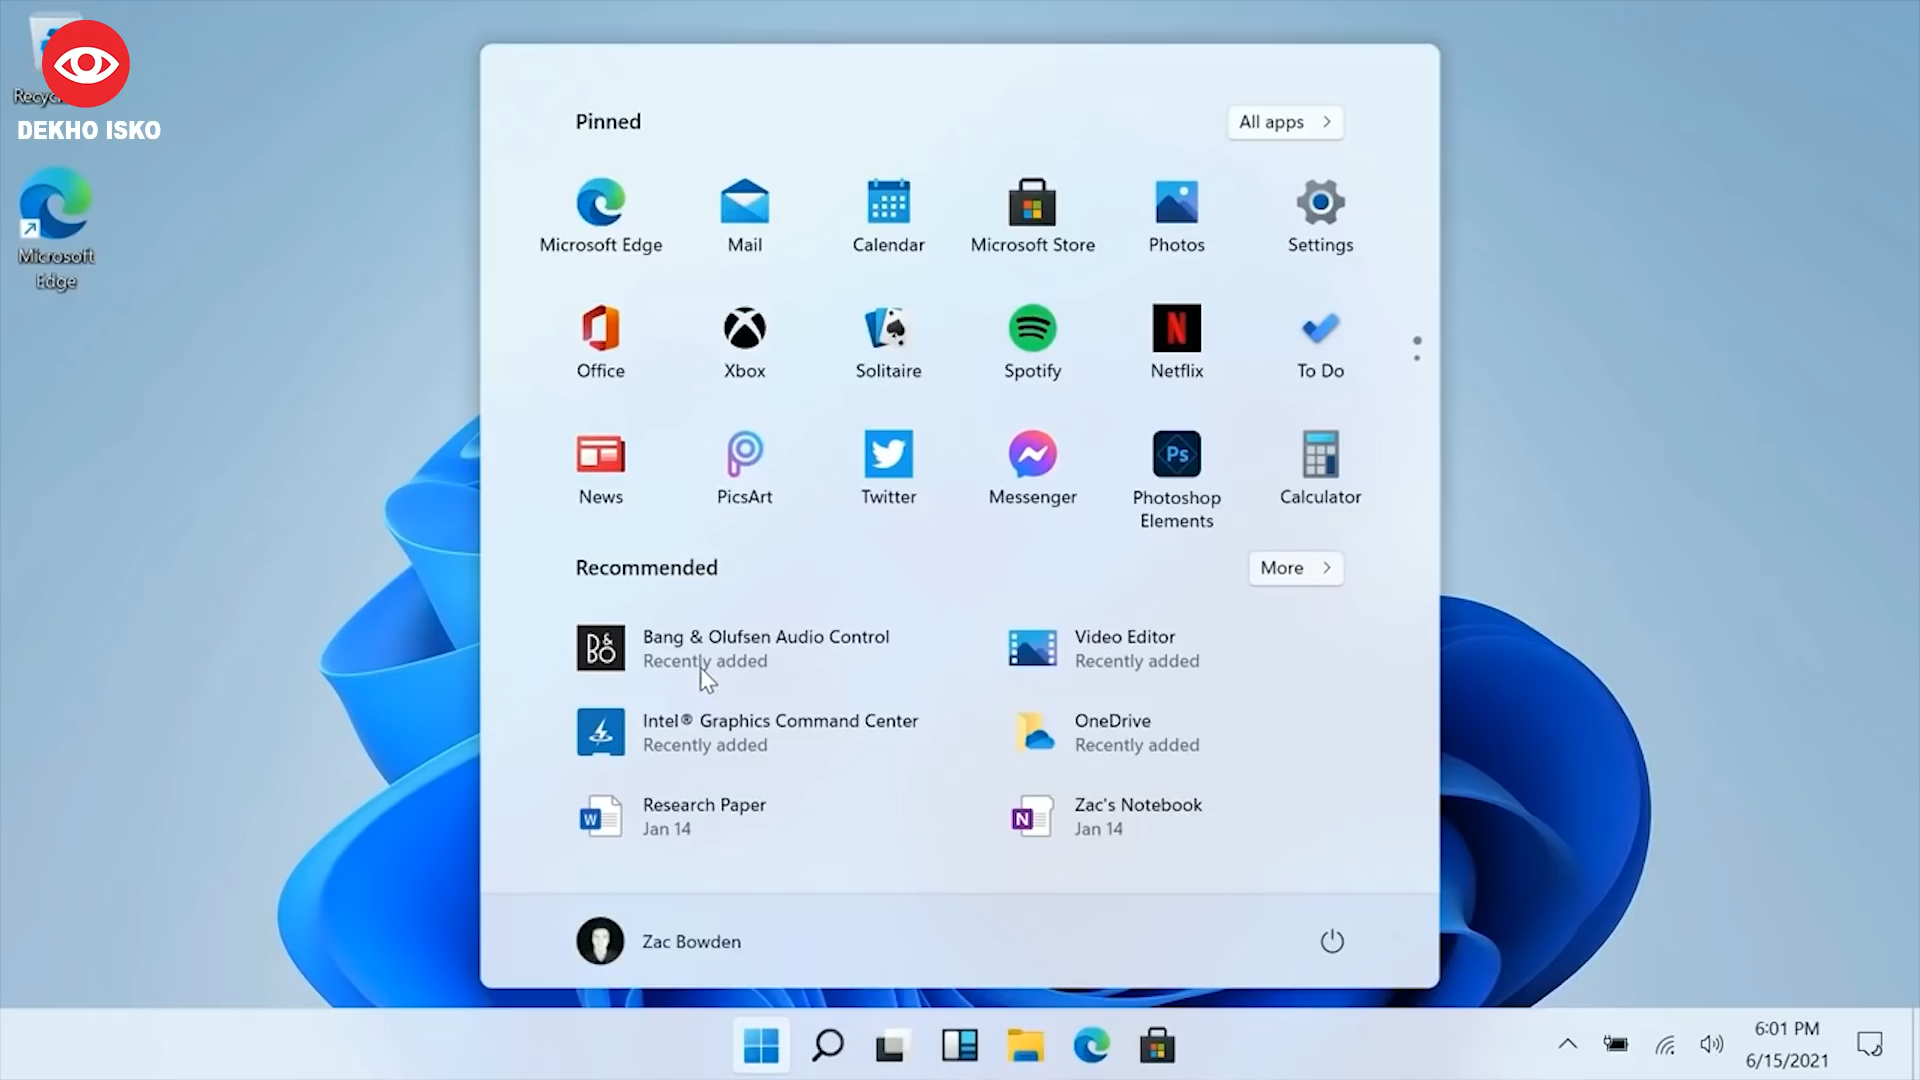 Recyc
DEKHO ISKO
Microsoft
Edge
Pinned
All apps
Microsoft Edge
Mail
Calendar
Microsoft Store
Photos
Settings
Office
Xbox
Solitaire
Spotify
Netflix
To Do
News
PicsArt
Twitter
Messenger
Photoshop
Elements
Calculator
Recommended
More
Bang & Olufsen Audio Control
Recently added
Video Editor
Recently added
Intel® Graphics Command Center
Recently added
OneDrive
Recently added
Research Paper
Jan 14
Zac's Notebook
Jan 14
Zac Bowden
6:01 PM
6/15/2021
N
Ps
B&O
W
N